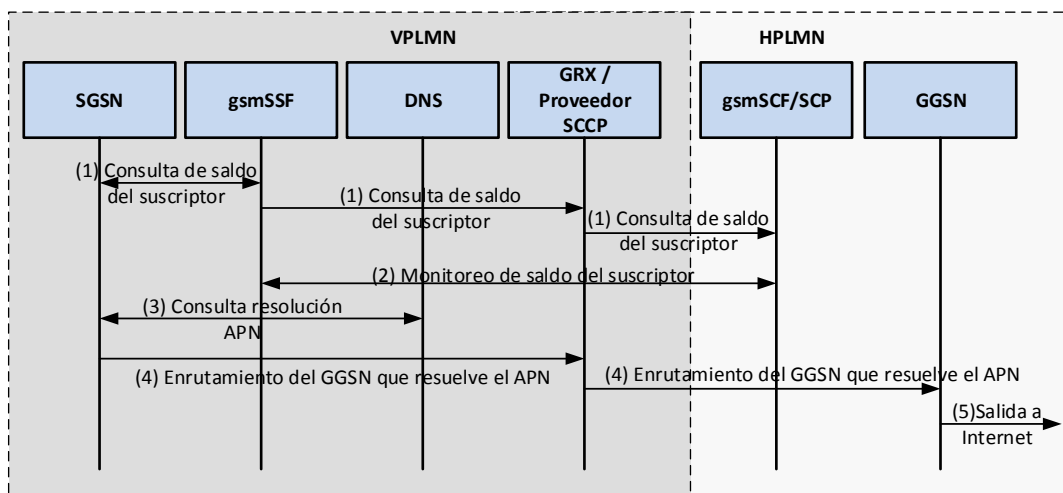 VPLMN
HPLMN
SGSN
gsmSSF
DNS
GRX /
Proveedor
SCCP
gsmSCF/SCP
GGSN
(1) Consulta de saldo
del suscriptor
(1) Consulta de saldo
del suscriptor
(1) Consulta de saldo
del suscriptor
(2) Monitoreo de saldo del suscriptor
(3) Consulta resolución
APN
(4) Enrutamiento del GGSN que resuelve el APN
(4) Enrutamiento del GGSN que resuelve el APN
(5)Salida a
Internet